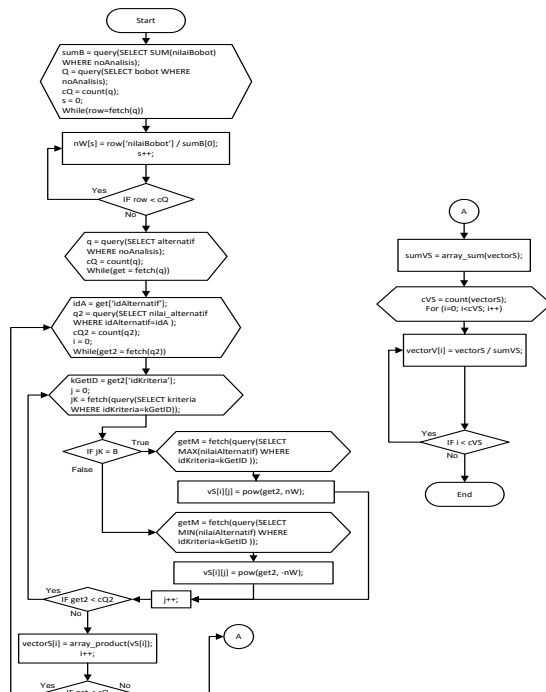 Start
sumB = query(SELECT SUM(nilaiBobot)
WHERE noAnalisis);
Q = query(SELECT bobot WHERE
noAnalisis);
cQ = count(q);
s = 0;
While(row=fetch(q))
nW[s] = row['nilaiBobot'] / sumB[0];
s++;
Yes
IF row < cQ
No
q = query(SELECT alternatif
WHERE noAnalisis);
cQ = count(q);
While(get = fetch(q))
idA = get['idAlternatif'];
q2 = query(SELECT nilai_alternatif
WHERE idAlternatif=idA );
cQ2 = count(q2);
i = 0;
While(get2 = fetch(q2))
kGetID = get2['idKriteria'];
j = 0;
jK = fetch(query(SELECT kriteria
WHERE idKriteria=kGetID));
IF jK = B
True
False
getM = fetch(query(SELECT
MAX(nilaiAlternatif) WHERE
idKriteria=kGetID ));
vS[i][j] = pow(get2, nW);
getM = fetch(query(SELECT
MIN(nilaiAlternatif) WHERE
idKriteria=kGetID ));
vS[i][j] = pow(get2, -nW);
j++;
Yes
IF get2 < cQ2
No
vectorS[i] = array_product(vS[i]);
i++;
Yes
IF get < cQ
No
A
A
sumVS = array_sum(vectorS);
cVS = count(vectorS);
For (i=0; i<cVS; i++)
vectorV[i] = vectorS / sumVS;
Yes
IF i < cVS
No
End